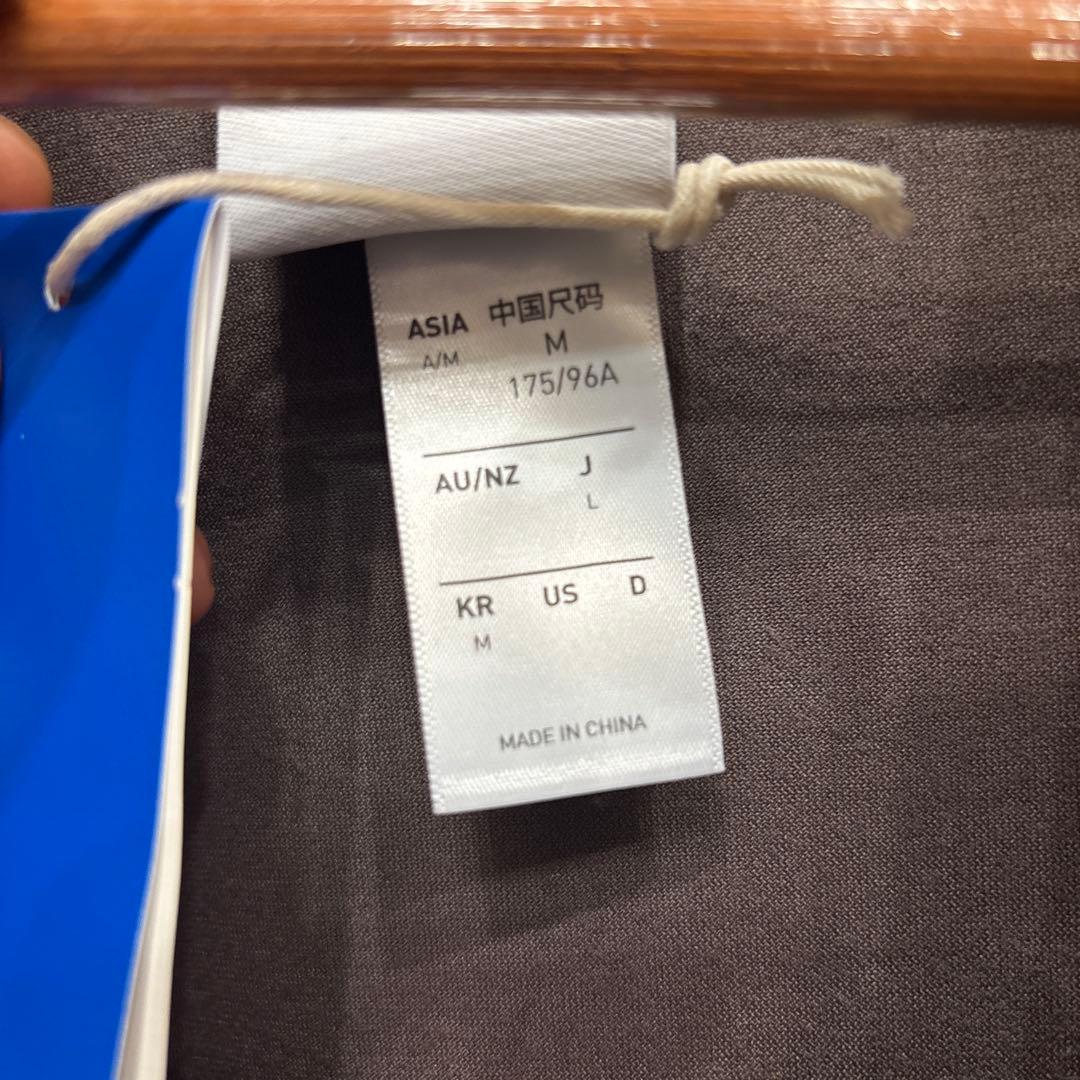 ASIA 中国尺码
A/M M
175/96A
AU/NZ J
L
KR US D
M
MADE IN CHINA